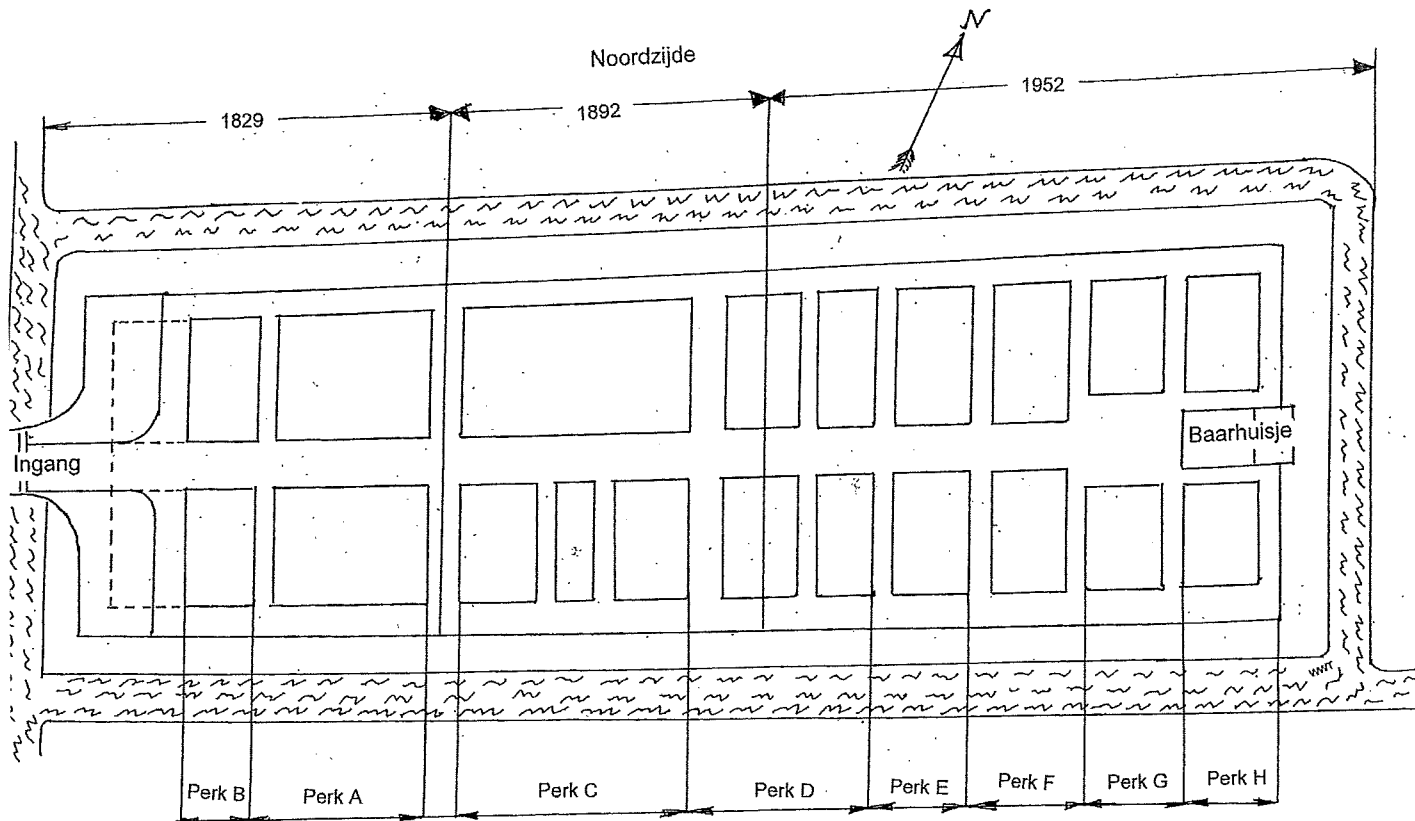 N
Noordzijde
1829
1892
1952
Ingang
Baarhuisje
Perk B
Perk A
Perk C
Perk D
Perk E
Perk F
Perk G
Perk H